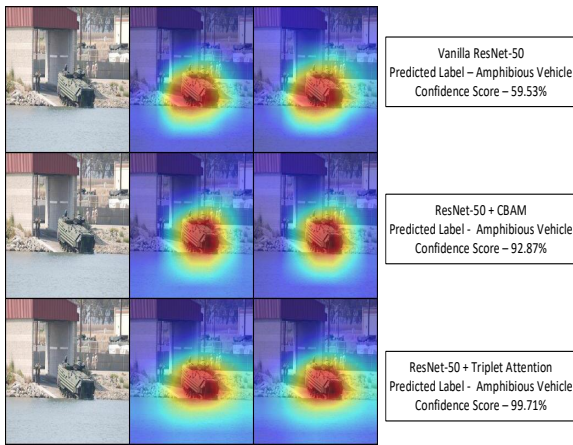 Vanilla ResNet-50
Predicted Label – Amphibious Vehicle
Confidence Score – 59.53%
ResNet-50 + CBAM
Predicted Label - Amphibious Vehicle
Confidence Score – 92.87%
ResNet-50 + Triplet Attention
Predicted Label - Amphibious Vehicle
Confidence Score – 99.71%